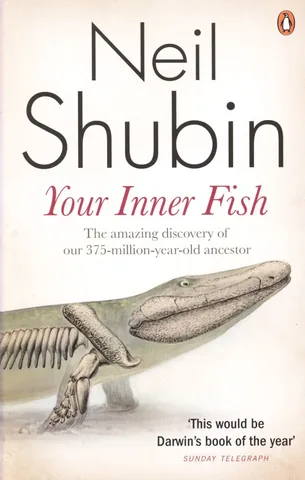 Neil
Shubin
Your Inner Fish
The amazing discovery of
our 375-million-year-old ancestor
'This would be
Darwin's book of the year'
SUNDAY TELEGRAPH